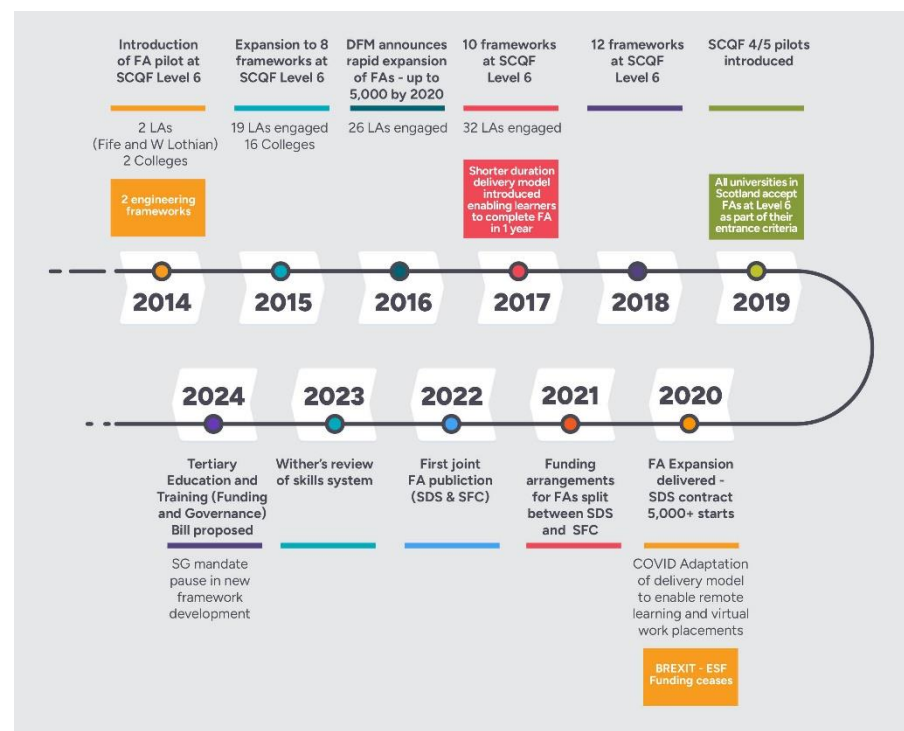 Introduction
of FA pilot at
SCQF Level 6
2 LAs
(Fife and W Lothian)
2 Colleges
2 engineering
frameworks
2014
Expansion to 8
frameworks at
SCQF Level 6
19 LAs engaged
16 Colleges
2015
DFM announces
rapid expansion
of FAs - up to
5,000 by 2020
26 LAs engaged
2016
10 frameworks
at SCQF
Level 6
32 LAs engaged
Shorter duration
delivery model
introduced
enabling learners
to complete FA
in 1 year
2017
12 frameworks
at SCQF
Level 6
2018
SCQF 4/5 pilots
introduced
All universities in
Scotland accept
FAs at Level 6
as part of their
entrance criteria
2019
2020
FA Expansion
delivered -
SDS contract
5,000+ starts
COVID Adaptation
of delivery model
to enable remote
learning and virtual
work placements
BREXIT - ESF
Funding ceases
2021
Funding
arrangements
for FAs split
between SDS
and SFC
2022
First joint
FA publiction
(SDS & SFC)
2023
Wither's review
of skills system
2024
Tertiary
Education and
Training (Funding
and Governance)
Bill proposed
SG mandate
pause in new
framework
development